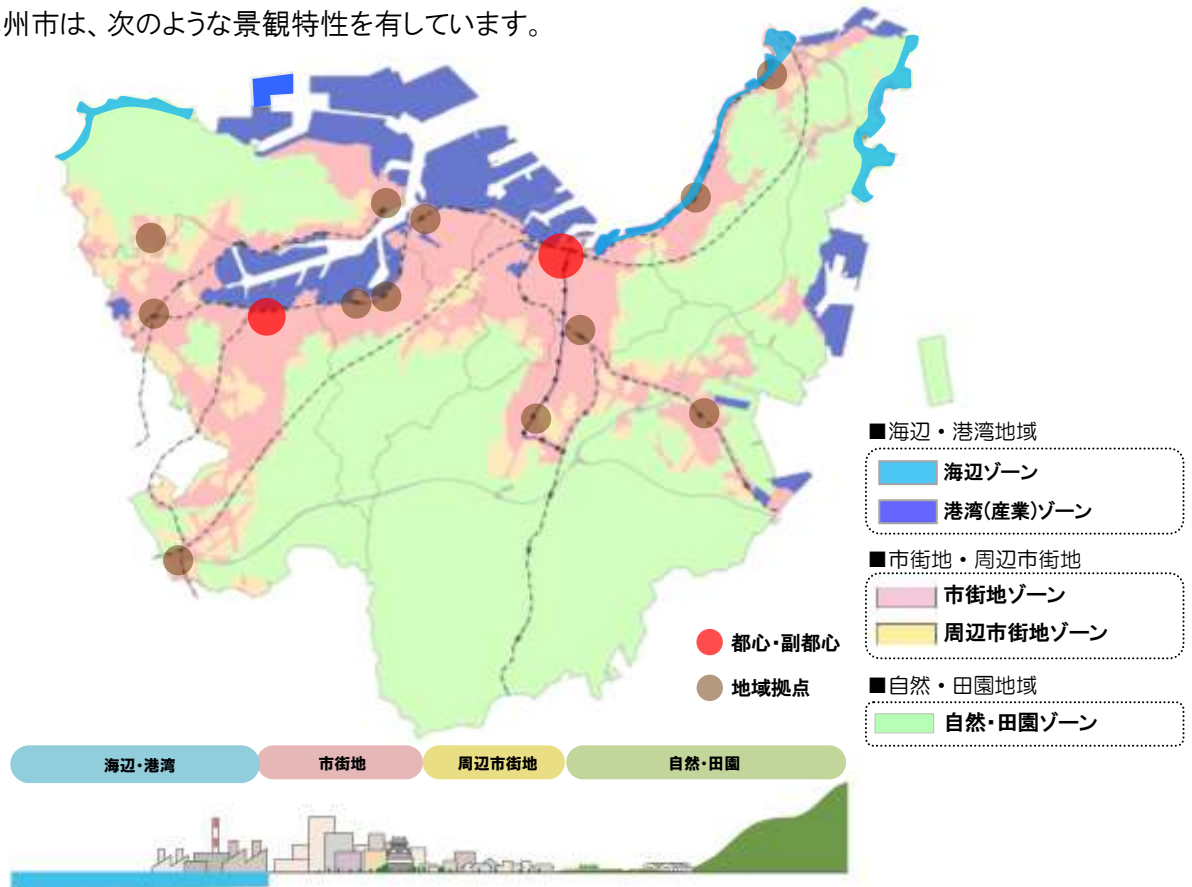 州市は、次のような景観特性を有しています。
■海辺・港湾地域
海辺ゾーン
港湾(産業)ゾーン
■市街地・周辺市街地
市街地ゾーン
周辺市街地ゾーン
都心・副都心
地域拠点
■自然・田園地域
自然・田園ゾーン
海辺・港湾
市街地
周辺市街地
自然・田園